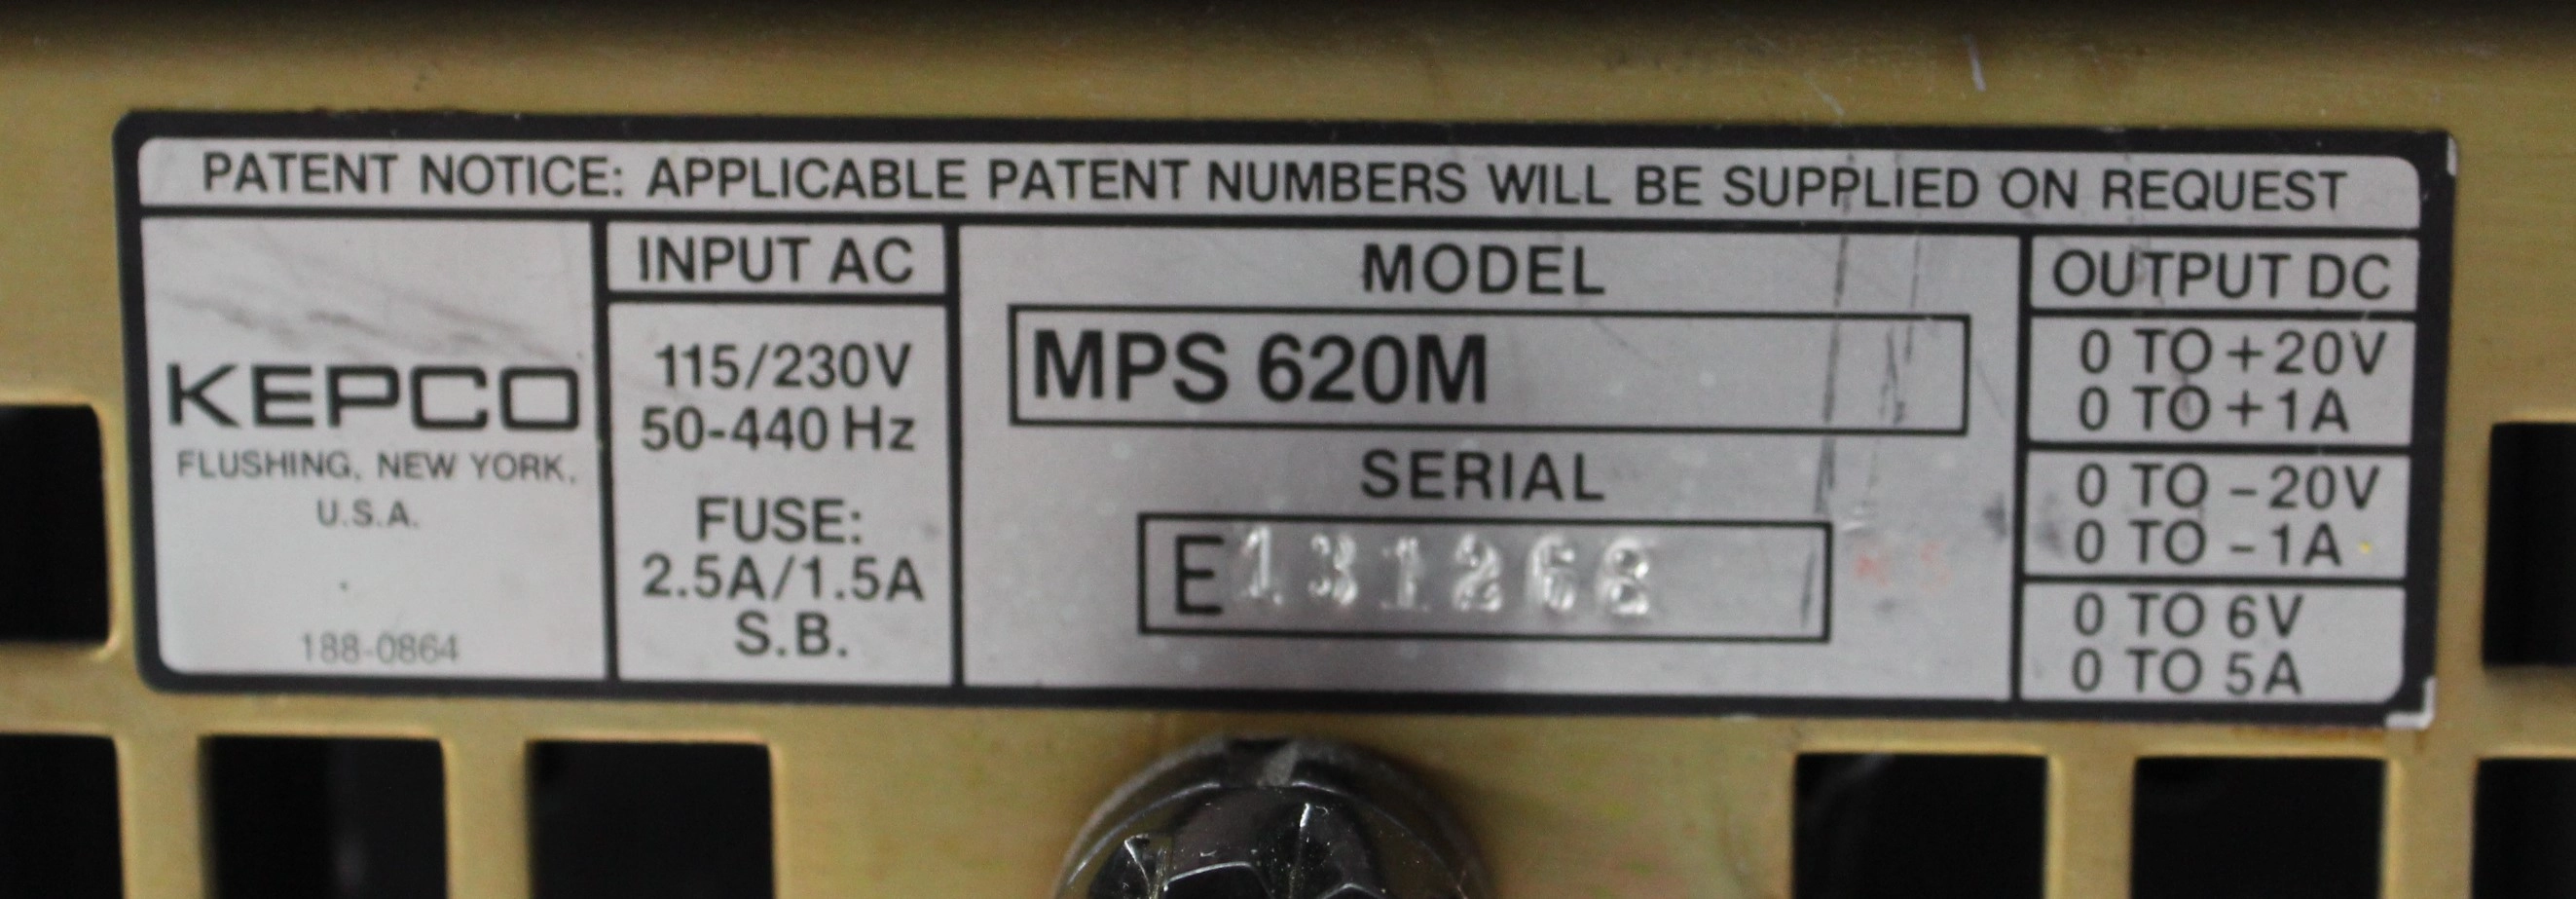 PATENT NOTICE: APPLICABLE PATENT NUMBERS WILL BE SUPPLIED ON REQUEST
KEPCO
FLUSHING, NEW YORK,
U.S.A.
188-0864
INPUT AC
115/230V
50-440 Hz
FUSE:
2.5A/1.5A
S.B.
MODEL
MPS 620M
SERIAL
E 131268
OUTPUT DC
0 TO +20V
0 TO +1A
0 TO -20V
0 TO -1A
0 TO 6V
0 TO 5A